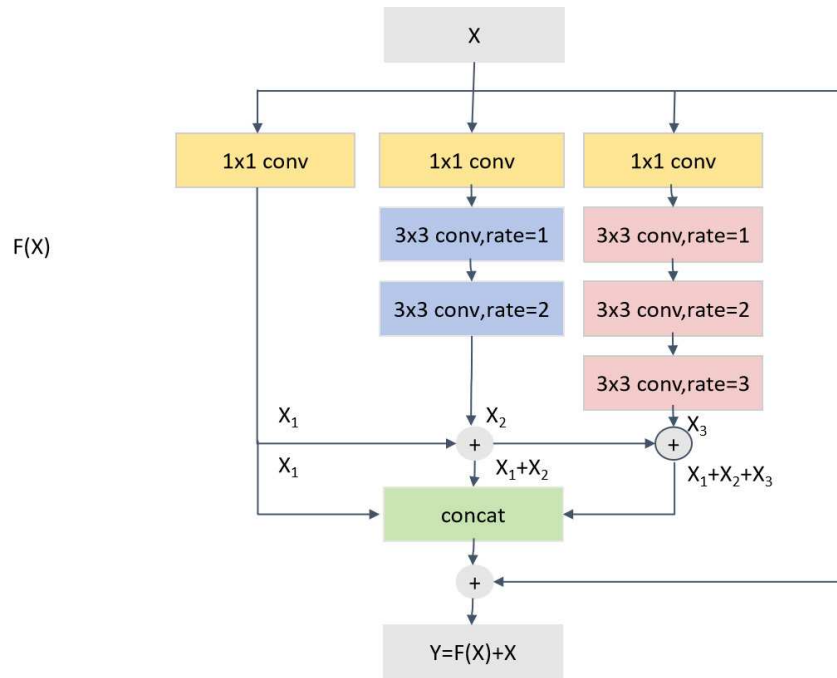 X
1x1 conv
1x1 conv
1x1 conv
F(X)
3x3 conv,rate=1
3x3 conv,rate=1
3x3 conv,rate=2
3x3 conv,rate=2
3x3 conv,rate=3
X₁
X₂
X₃
+
+
X₁
X₁+X₂
X₁+X₂+X₃
concat
+
Y=F(X)+X